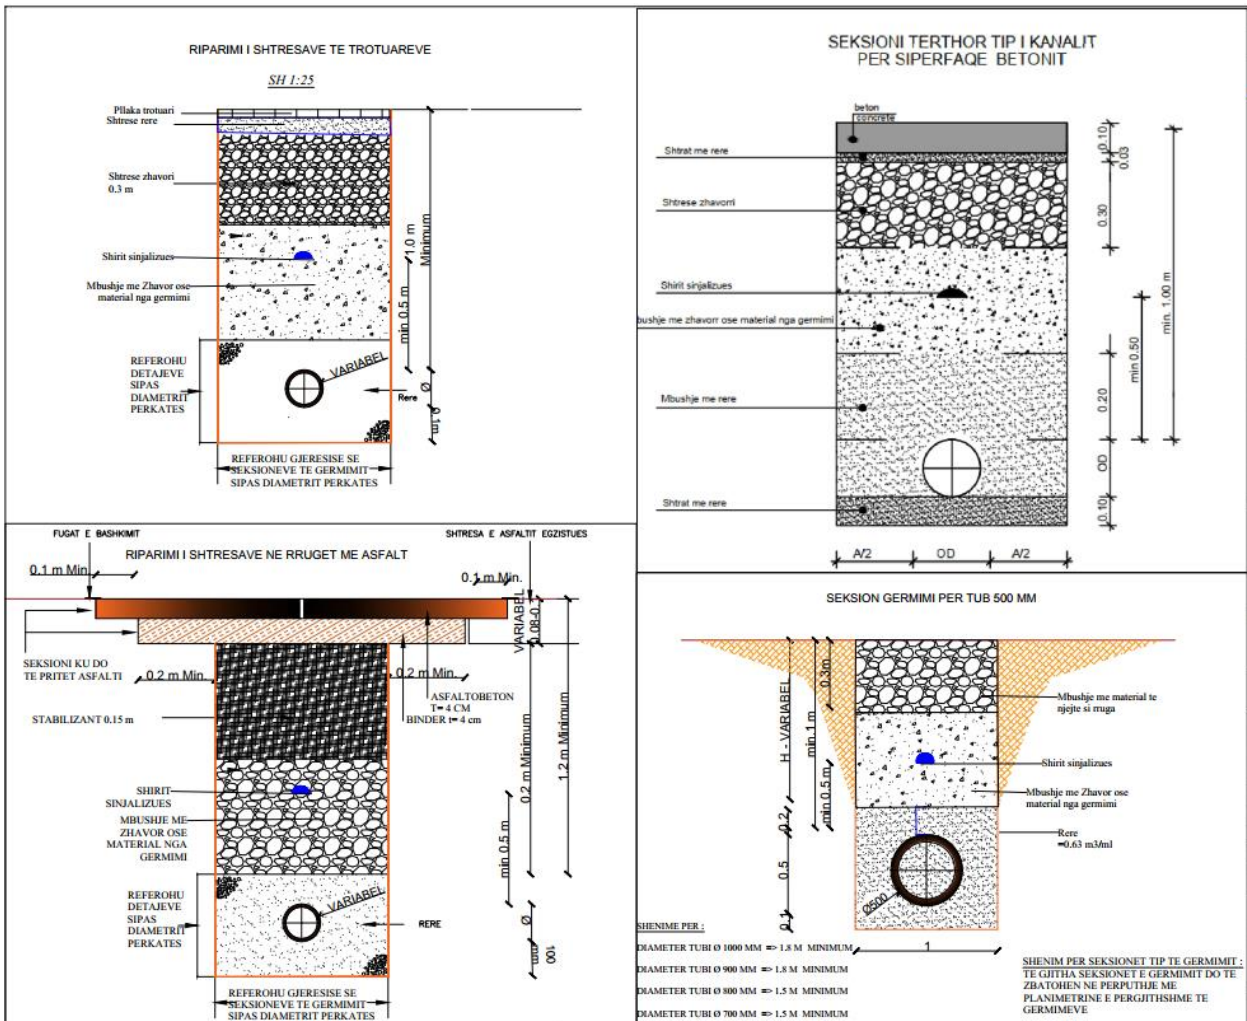 RIPARIMI I SHTRESAVE TE TROTUAREVE
SH 1:25
Pllaka trotuari
Shtrese rere
Shtrese zhavori
0.3 m
Shirit sinjalizues
Mbushje me Zhavor ose
material nga germimi
REFEROHU
DETAJEVE
SIPAS
DIAMETRIT
PERKATES
VARIABEL
Rere
1.0 m
Minimum
min 0.5 m
Ø
0.1m
REFEROHU GJERESISE SE
SEKSIONEVE TE GERMIMIT
SIPAS DIAMETRIT PERKATES
SEKSIONI TERTHOR TIP I KANALIT
PER SIPERFAQE BETONIT
beton
concrete
Shtrat me rere
Shtrese zhavorri
Shirit sinjalizues
bushje me zhavorr ose material nga germimi
Mbushje me rere
Shtrat me rere
0.10
0.03
0.30
min. 1.00 m
min 0.50
0.20
OD
0.10
A/2
OD
A/2
FUGAT E BASHKIMIT
SHTRESA E ASFALTIT EGZISTUES
RIPARIMI I SHTRESAVE NE RRUGET ME ASFALT
0.1 m Min.
0.1 m Min.
VARIABEL
SEKSIONI KU DO
TE PRITET ASFALTI
0.2 m Min.
0.2 m Min.
ASFALTOBETON
T= 4 CM
BINDER t= 4 cm
STABILIZANT 0.15 m
0.2 m Minimum
1.2 m Minimum
SHIRIT
SINJALIZUES
MBUSHJE ME
ZHAVOR OSE
MATERIAL NGA
GERMIMI
min 0.5 m
REFEROHU
DETAJEVE
SIPAS
DIAMETRIT
PERKATES
VARIABEL
RERE
Ø
100
mm
REFEROHU GJERESISE SE
SEKSIONEVE TE GERMIMIT
SIPAS DIAMETRIT PERKATES
SEKSION GERMIMI PER TUB 500 MM
H - VARIABEL
min. 1 m
0.3m
min 0.5 m
0.2
0.5
0.1
Mbushje me material te
njejte si rruga
Shirit sinjalizues
Mbushje me Zhavor ose
material nga germimi
Rere
=0.63 m3/ml
Ø500
1
SHENIME PER :
DIAMETER TUBI Ø 1000 MM => 1.8 M MINIMUM
DIAMETER TUBI Ø 900 MM => 1.8 M MINIMUM
DIAMETER TUBI Ø 800 MM => 1.5 M MINIMUM
DIAMETER TUBI Ø 700 MM => 1.5 M MINIMUM
SHENIM PER SEKSIONET TIP TE GERMIMIT :
TE GJITHA SEKSIONET E GERMIMIT DO TE
ZBATOHEN NE PERPUTHJE ME
PLANIMETRINE E PERGJITHSHME TE
GERMIMEVE